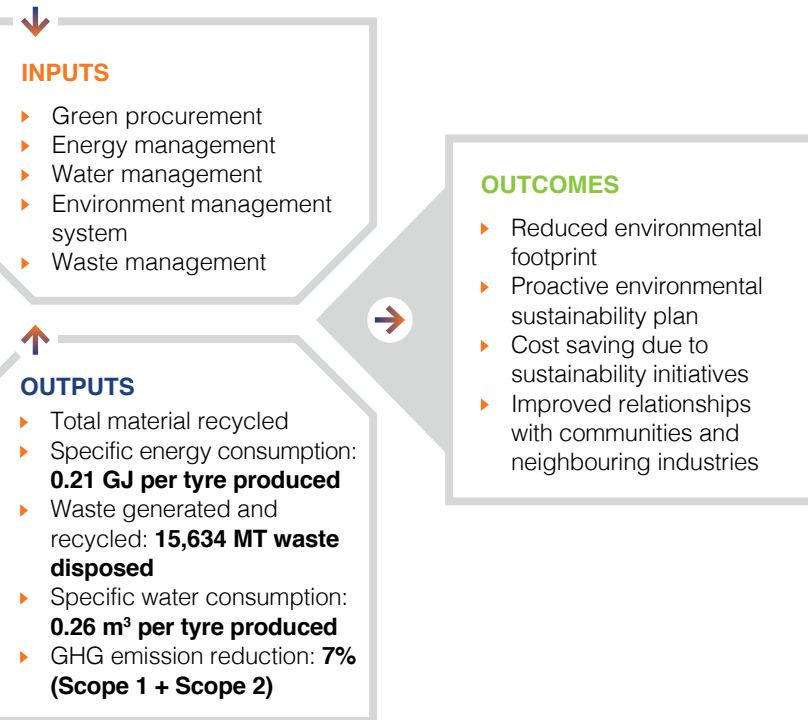 INPUTS
Green procurement
Energy management
Water management
Environment management
system
Waste management
OUTPUTS
Total material recycled
Specific energy consumption:
0.21 GJ per tyre produced
Waste generated and
recycled: 15,634 MT waste
disposed
Specific water consumption:
0.26 m³ per tyre produced
GHG emission reduction: 7%
(Scope 1 + Scope 2)
OUTCOMES
Reduced environmental
footprint
Proactive environmental
sustainability plan
Cost saving due to
sustainability initiatives
Improved relationships
with communities and
neighbouring industries